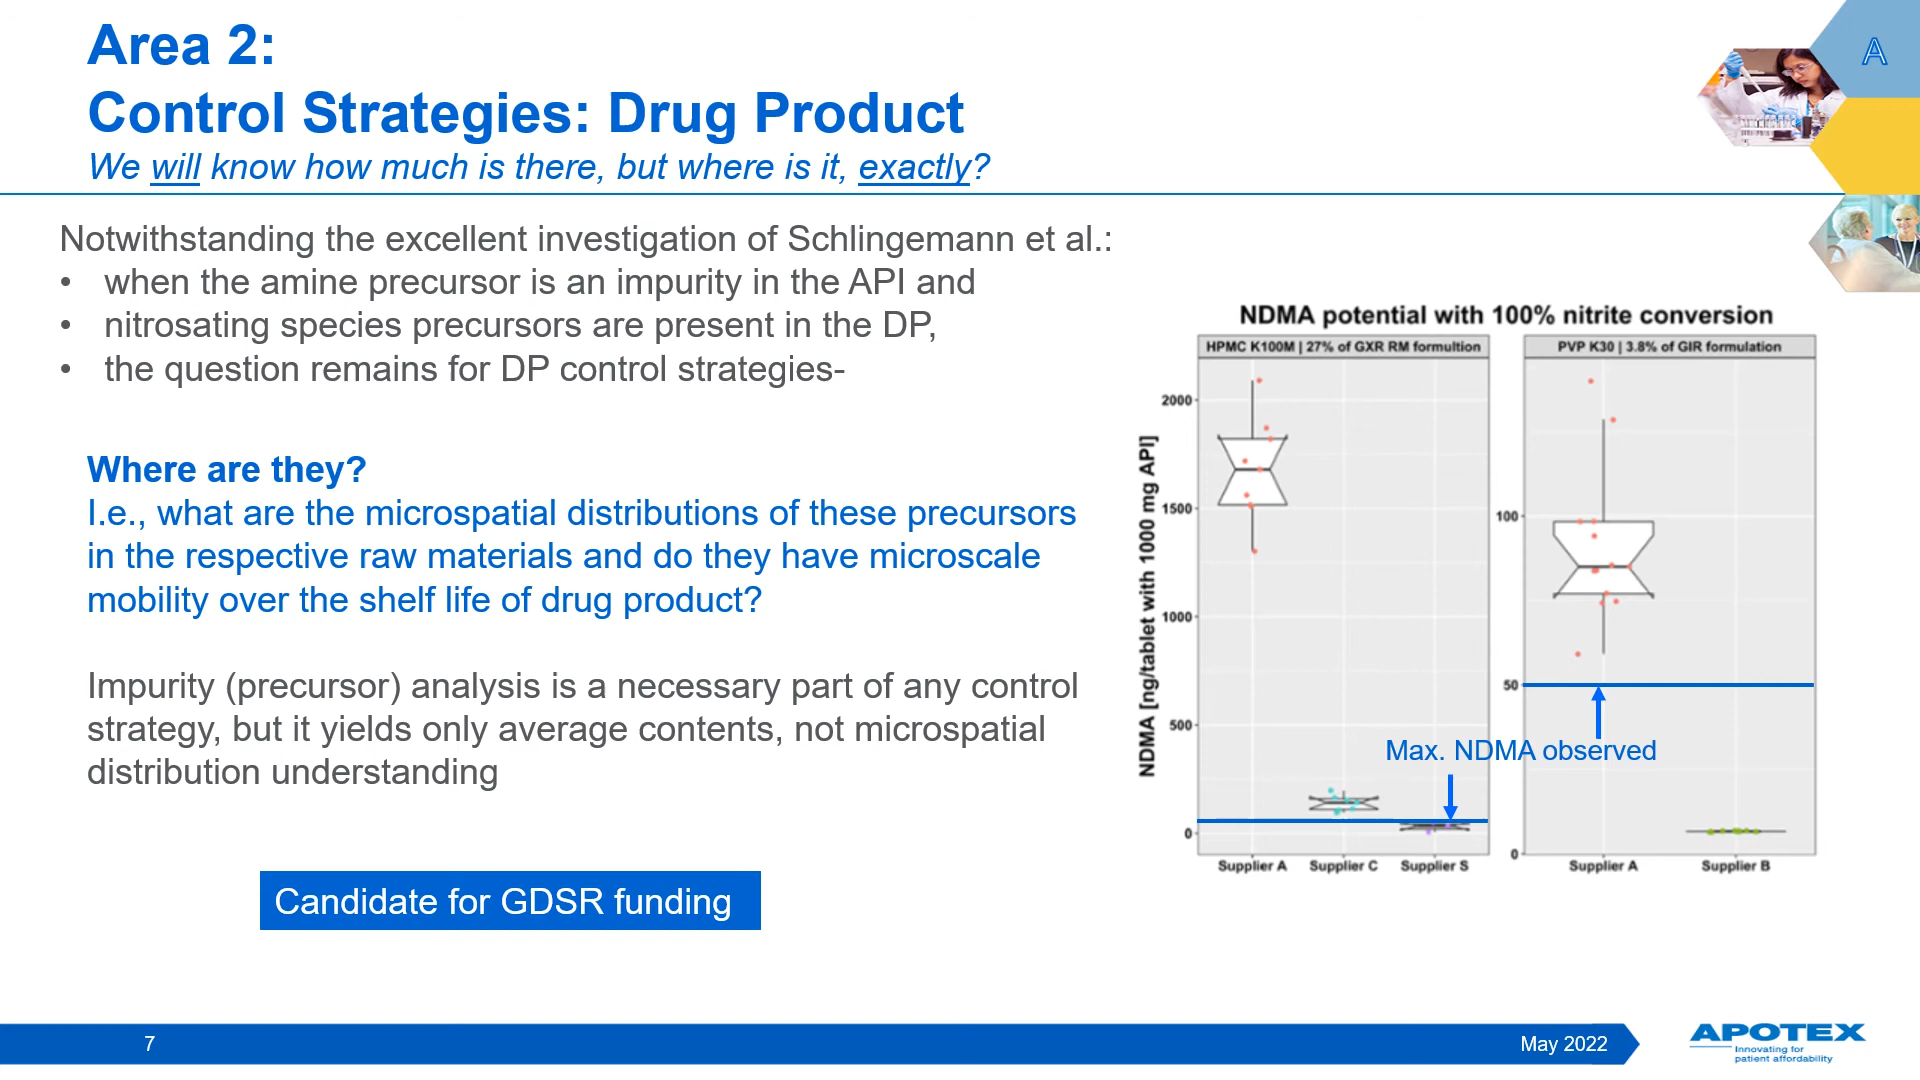 Area 2:
Control Strategies: Drug Product
We will know how much is there, but where is it, exactly?
A
Notwithstanding the excellent investigation of Schlingemann et al.:
• when the amine precursor is an impurity in the API and
• nitrosating species precursors are present in the DP,
• the question remains for DP control strategies-
Where are they?
I.e., what are the microspatial distributions of these precursors
in the respective raw materials and do they have microscale
mobility over the shelf life of drug product?
Impurity (precursor) analysis is a necessary part of any control
strategy, but it yields only average contents, not microspatial
distribution understanding
Candidate for GDSR funding
NDMA potential with 100% nitrite conversion
HPMC K100M | 27% of GXR RM formultion
PVP K30 | 3.8% of GIR formulation
NDMA [ng/tablet with 1000 mg API]
2000
1500
1000
500
0
100
50
0
Max. NDMA observed
Supplier A
Supplier C
Supplier S
Supplier A
Supplier B
7
May 2022
APOTEX
Innovating for
patient affordability